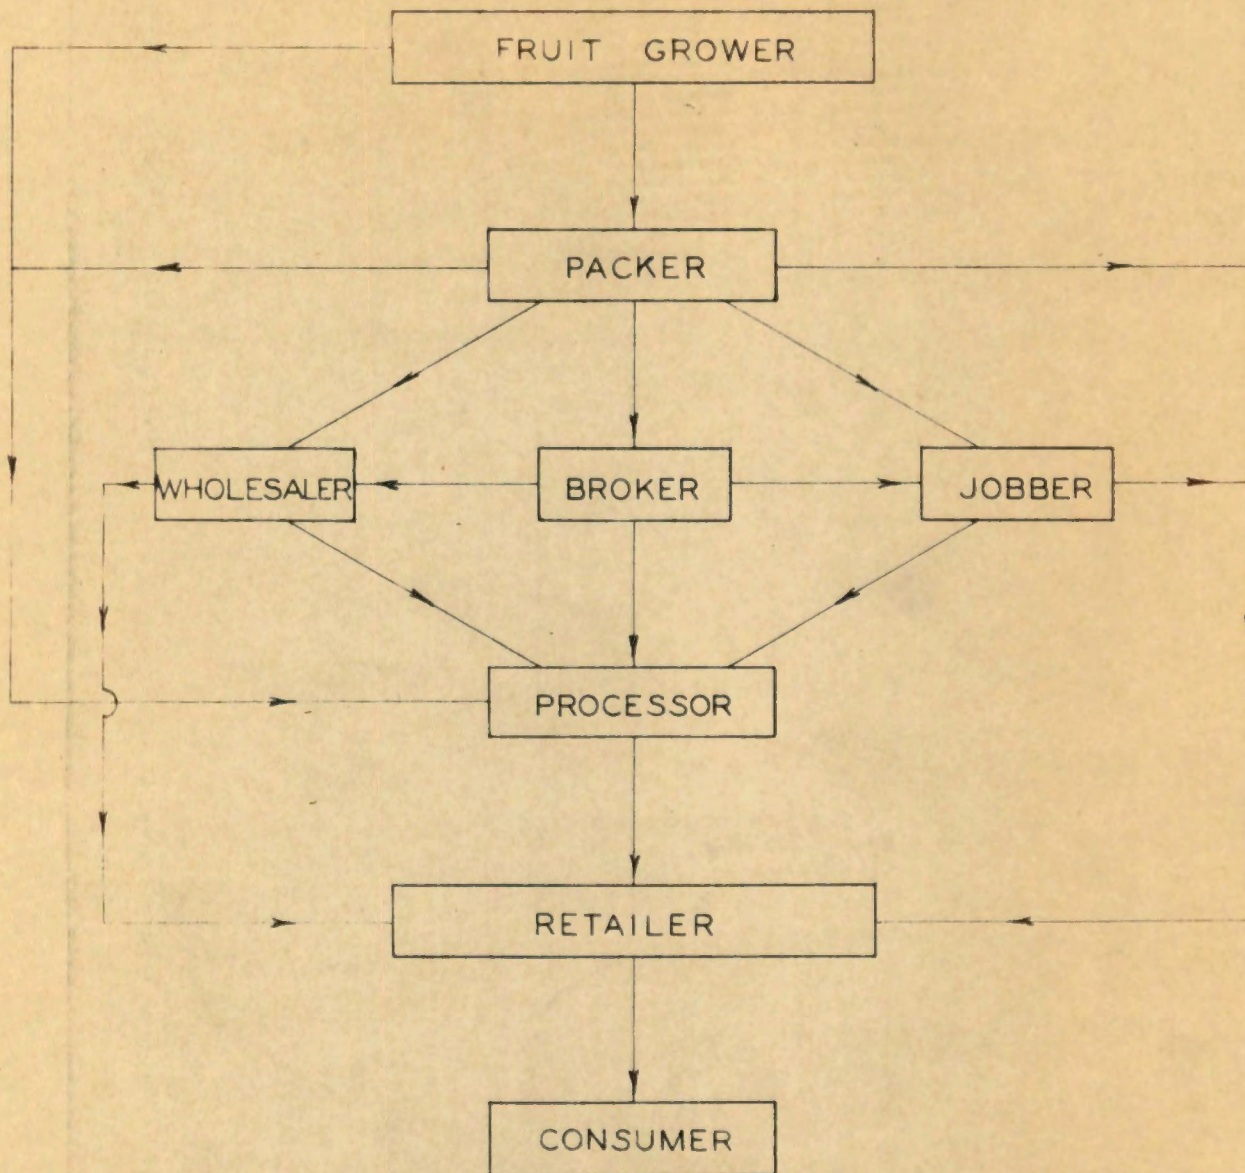 FRUIT GROWER
PACKER
WHOLESALER
BROKER
JOBBER
PROCESSOR
RETAILER
CONSUMER